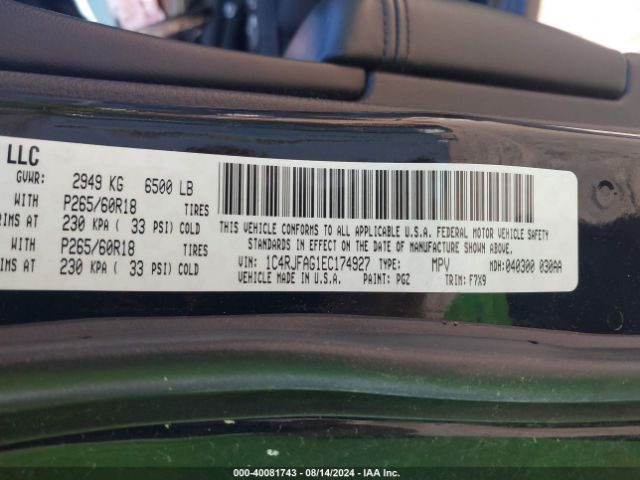 LLC
GVWR: 2949 KG 6500 LB
WITH P265/60R18 TIRES
RIMS AT 230 KPA ( 33 PSI) COLD
WITH P265/60R18 TIRES
RIMS AT 230 KPA ( 33 PSI) COLD
THIS VEHICLE CONFORMS TO ALL APPLICABLE U.S.A. FEDERAL MOTOR VEHICLE SAFETY
STANDARDS IN EFFECT ON THE DATE OF MANUFACTURE SHOWN ABOVE.
VIN: 1C4RJFAG1EC174927 TYPE: MPV MDH:040300 030AA
VEHICLE MADE IN U.S.A. PAINT: PGZ TRIM: F7X9
000-40081743 - 08/14/2024 - IAA Inc.